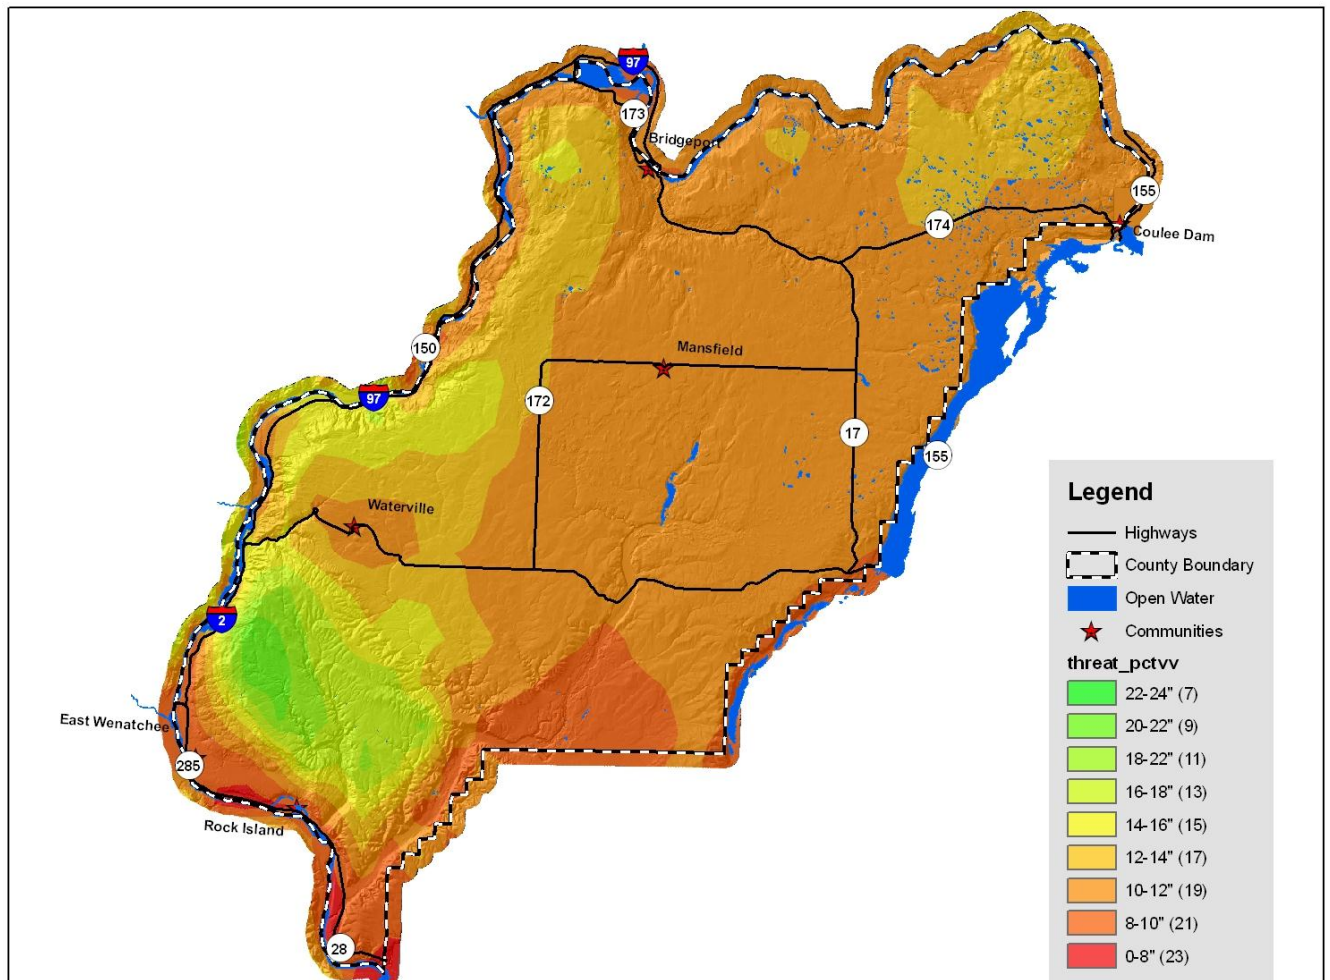 97
173
Bridgeport
155
174
Coulee Dam
Mansfield
150
97
172
17
155
Waterville
2
East Wenatchee
285
Rock Island
28
Legend
Highways
County Boundary
Open Water
Communities
threat_pctvv
22-24" (7)
20-22" (9)
18-22" (11)
16-18" (13)
14-16" (15)
12-14" (17)
10-12" (19)
8-10" (21)
0-8" (23)